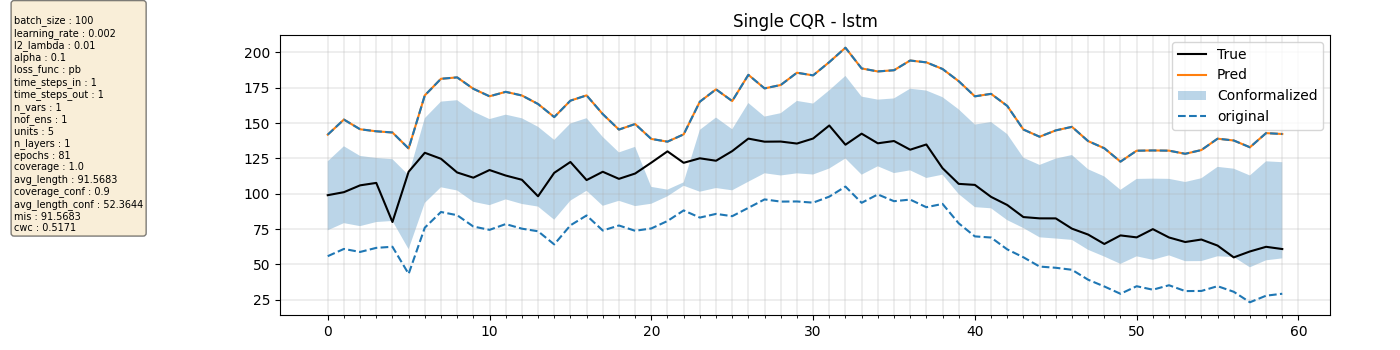 batch_size : 100
learning_rate : 0.002
l2_lambda : 0.01
alpha : 0.1
loss_func : pb
time_steps_in : 1
time_steps_out : 1
n_vars : 1
nof_ens : 1
units : 5
n_layers : 1
epochs : 81
coverage : 1.0
avg_length : 91.5683
coverage_conf : 0.9
avg_length_conf : 52.3644
mis : 91.5683
cwc : 0.5171
Single CQR - lstm
200
175
150
125
100
75
50
25
0 10 20 30 40 50 60
True
Pred
Conformalized
original